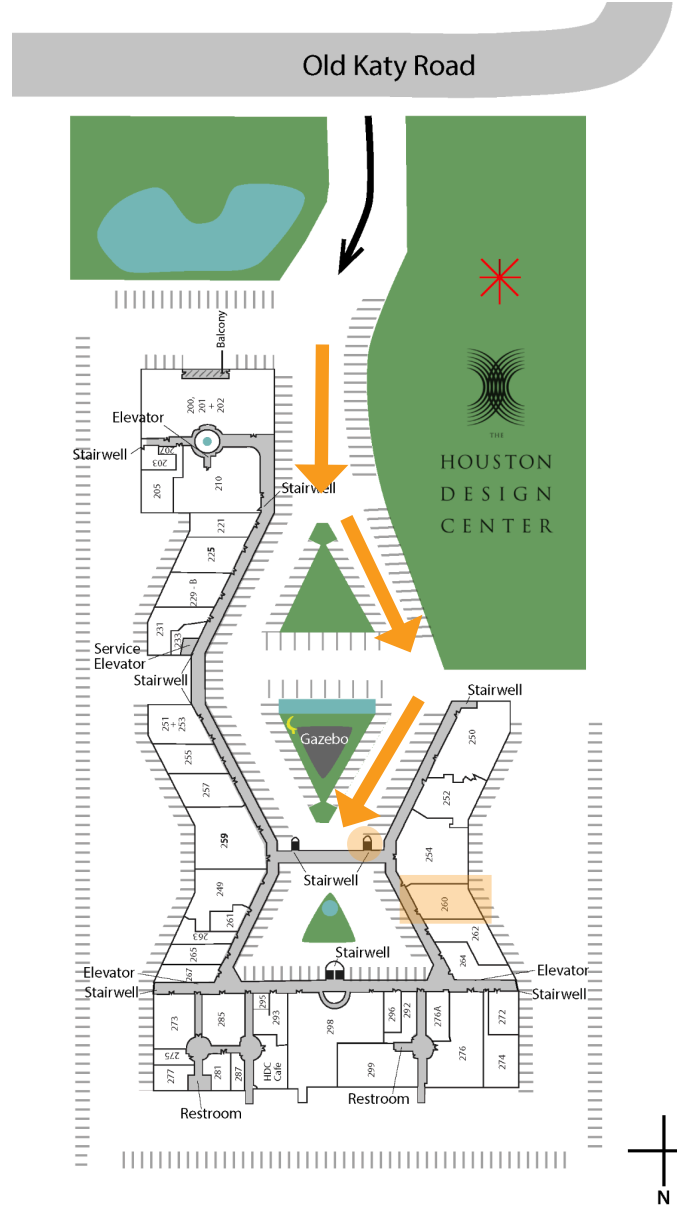 Old Katy Road
Balcony
200,
201
+
202
Elevator
Stairwell
207
203
205
210
Stairwell
THE
HOUSTON
DESIGN
CENTER
221
225
229 - B
231
233
Service
Elevator
Stairwell
Stairwell
251
+
253
250
Gazebo
255
257
252
259
254
Stairwell
249
260
261
263
262
265
264
267
Stairwell
Elevator
Stairwell
Elevator
Stairwell
273
285
295
293
298
296
292
276A
272
275
276
277
281
287
HDC
Cafe
299
274
Restroom
Restroom
N